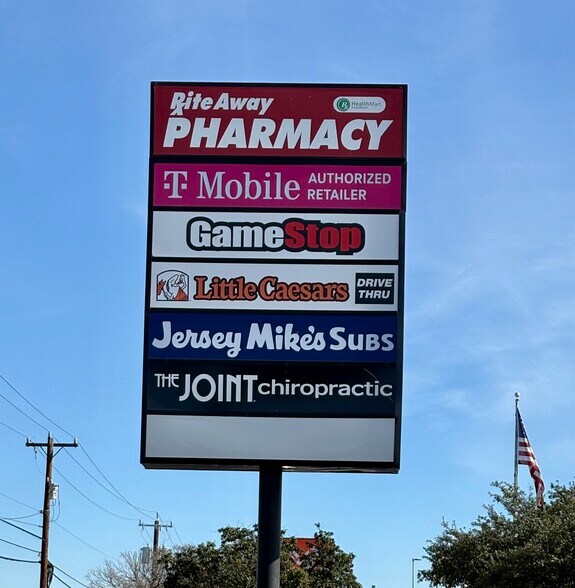 RiteAway
HealthMart
PHARMACY
T Mobile AUTHORIZED
RETAILER
GameStop
Little Caesars DRIVE
THRU
Jersey Mike's SUBS
THE JOINT chiropractic